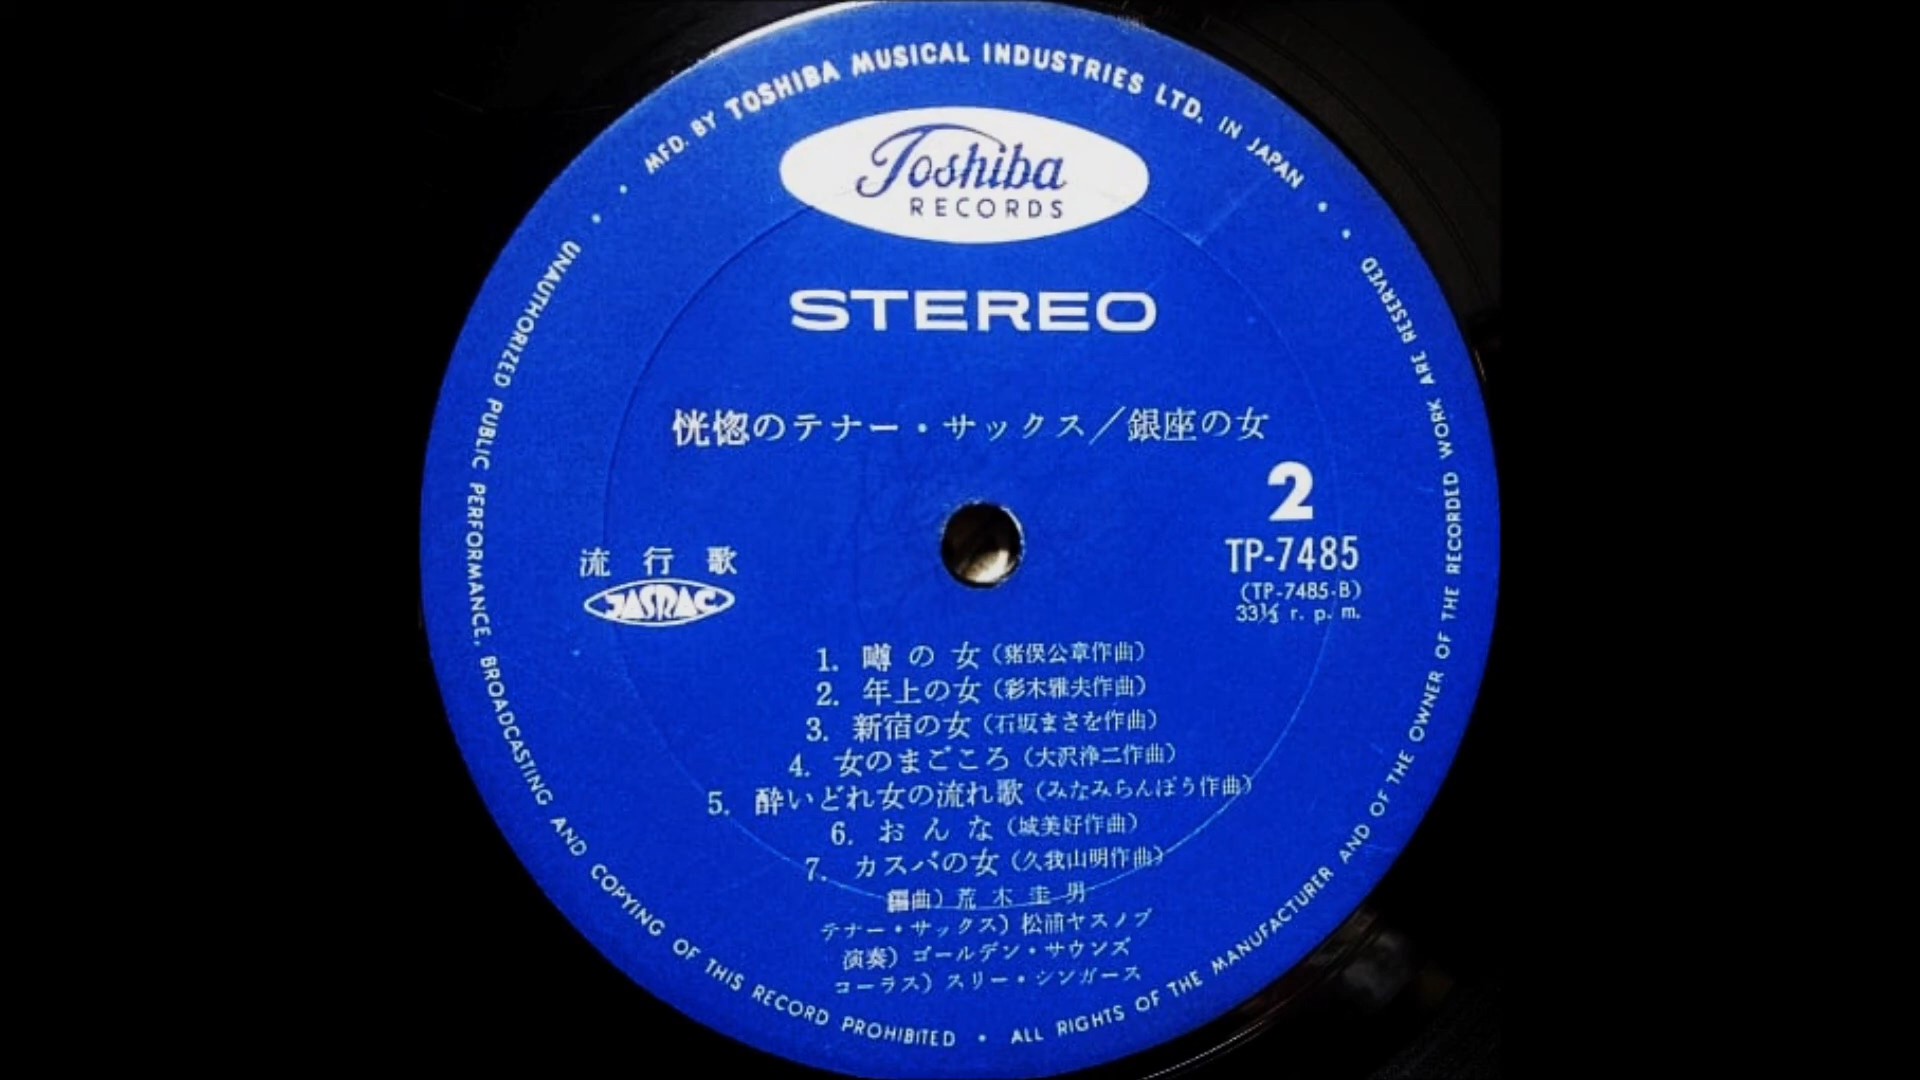 MFD. BY TOSHIBA MUSICAL INDUSTRIES LTD. IN JAPAN
Toshiba
RECORDS
STEREO
恍惚のテナー・サックス／銀座の女
2
TP-7485
(TP-7485-B)
33⅓ r. p. m.
流行歌
JASRAC
1. 噂の女（猪俣公章作曲）
2. 年上の女（彩木雅夫作曲）
3. 新宿の女（石坂まさを作曲）
4. 女のまごころ（大沢浄二作曲）
5. 酔いどれ女の流れ歌（みなみらんぼう作曲）
6. おんな（城美好作曲）
7. カスバの女（久我山明作曲）
編曲）荒木圭男
テナー・サックス）松浦ヤスノブ
演奏）ゴールデン・サウンズ
コーラス）スリー・シンガース
UNAUTHORIZED PUBLIC PERFORMANCE, BROADCASTING AND COPYING OF THIS RECORD PROHIBITED • ALL RIGHTS OF THE MANUFACTURER AND OF THE OWNER OF THE RECORDED WORK ARE RESERVED